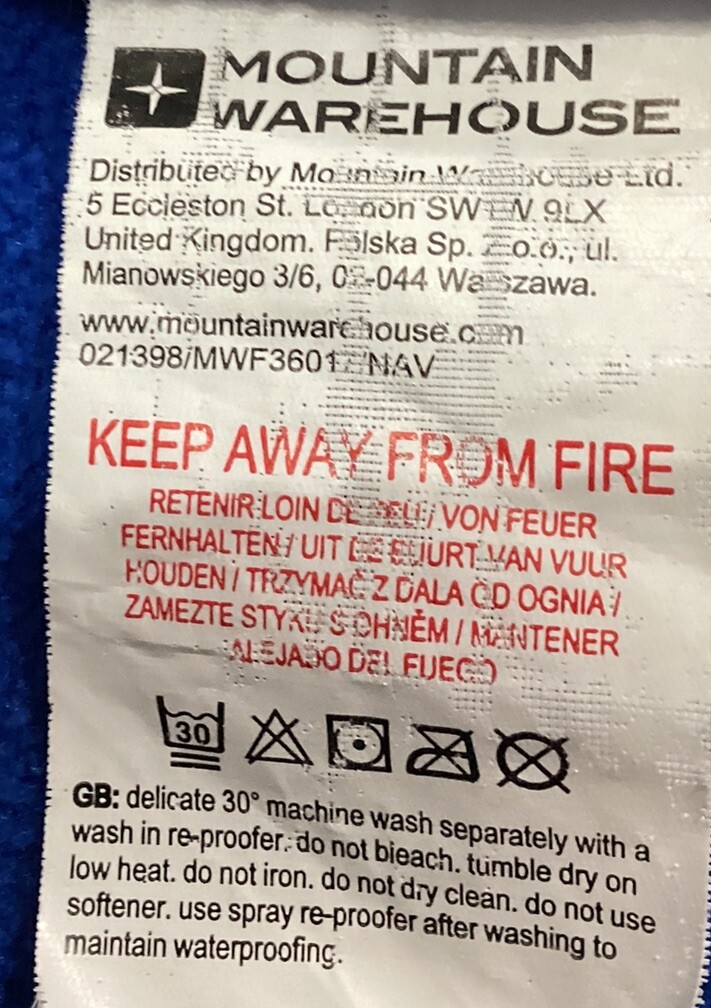 MOUNTAIN
WAREHOUSE
Distributed by Mountain Warehouse Ltd.
5 Eccleston St. London SW1W 9LX
United Kingdom. Polska Sp. Z o.o., ul.
Mianowskiego 3/6, 02-044 Warszawa.
www.mountainwarehouse.com
021398/MWF36017/NAV
KEEP AWAY FROM FIRE
RETENIR LOIN DE FEU / VON FEUER
FERNHALTEN / UIT DE BUURT VAN VUUR
HOUDEN / TRZYMAĆ Z DALA OD OGNIA /
ZAMEZTE STYKU S OHNĚM / MANTENER
ALEJADO DEL FUEGO
30
GB: delicate 30° machine wash separately with a
wash in re-proofer. do not bleach. tumble dry on
low heat. do not iron. do not dry clean. do not use
softener. use spray re-proofer after washing to
maintain waterproofing.